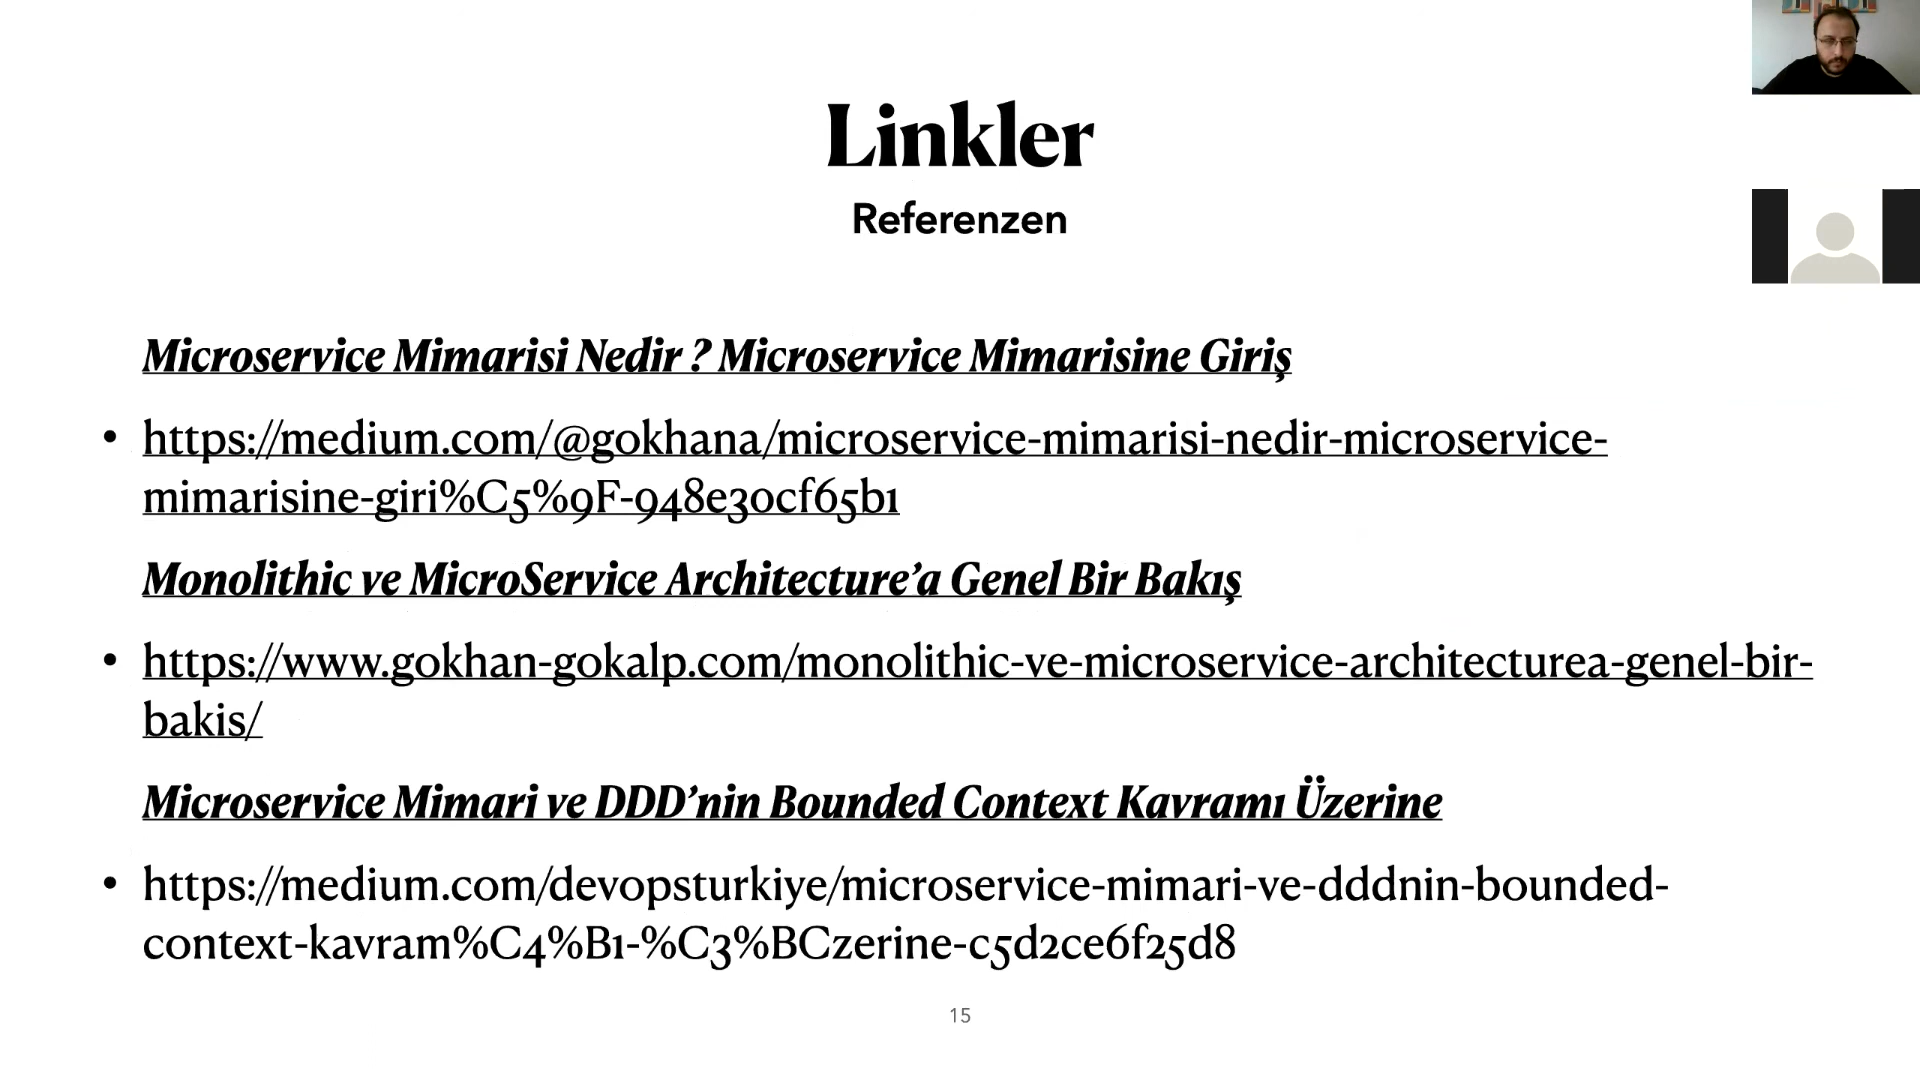 Linkler
Referenzen
Microservice Mimarisi Nedir ? Microservice Mimarisine Giriş
• https://medium.com/@gokhana/microservice-mimarisi-nedir-microservice-
mimarisine-giri%C5%9F-948e30cf65b1
Monolithic ve MicroService Architecture’a Genel Bir Bakış
• https://www.gokhan-gokalp.com/monolithic-ve-microservice-architecturea-genel-bir-
bakis/
Microservice Mimari ve DDD’nin Bounded Context Kavramı Üzerine
• https://medium.com/devopsturkiye/microservice-mimari-ve-dddnin-bounded-
context-kavram%C4%B1-%C3%BCzerine-c5d2ce6f25d8
15